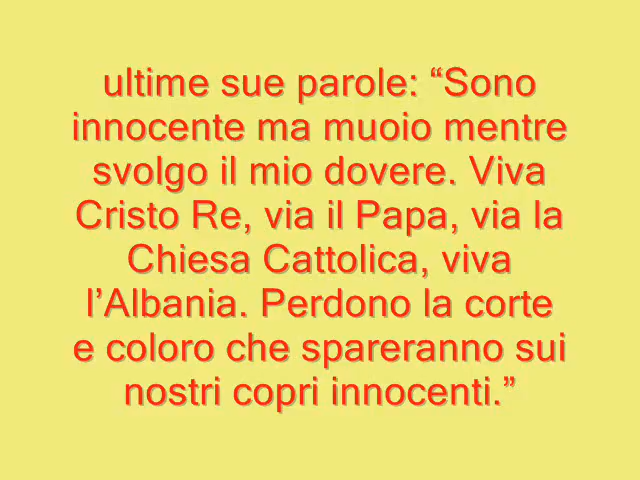 ultime sue parole: “Sono
innocente ma muoio mentre
svolgo il mio dovere. Viva
Cristo Re, via il Papa, via la
Chiesa Cattolica, viva
l’Albania. Perdono la corte
e coloro che spareranno sui
nostri copri innocenti.”